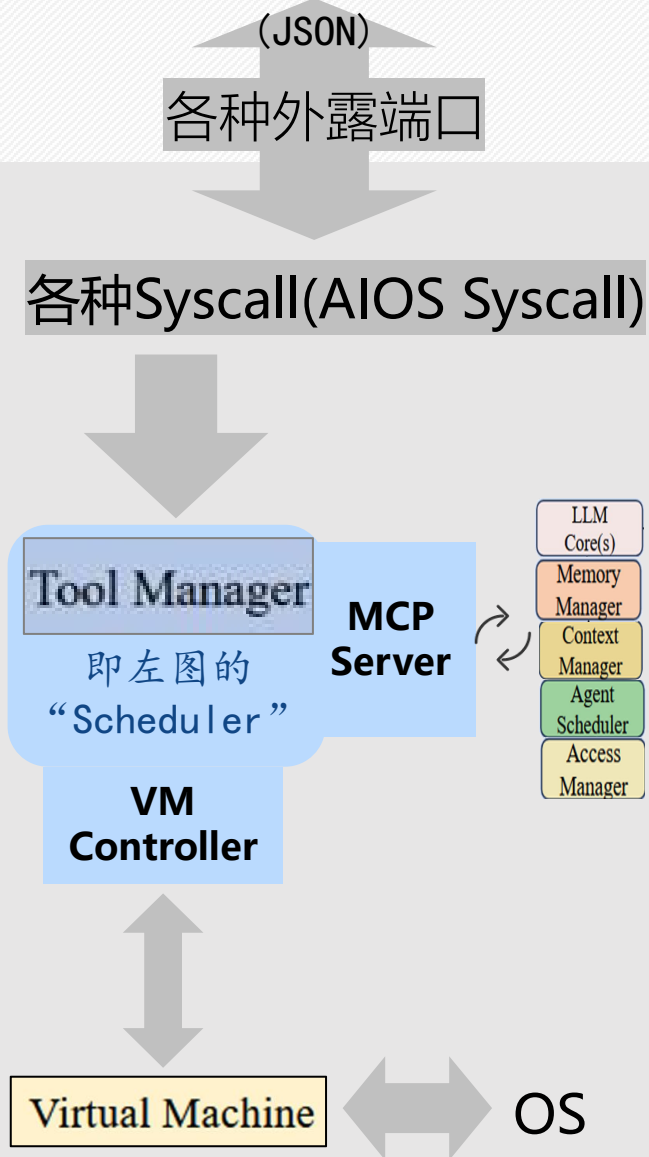 (JSON)
各种外露端口
各种Syscall(AIOS Syscall)
Tool Manager
即左图的
“Scheduler”
MCP
Server
VM
Controller
LLM
Core(s)
Memory
Manager
Context
Manager
Agent
Scheduler
Access
Manager
Virtual Machine
OS